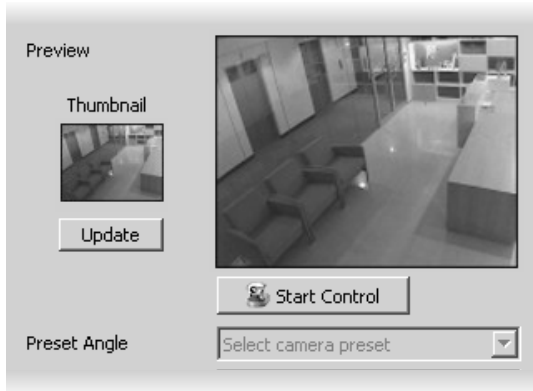 Preview
Thumbnail
Update
Start Control
Preset Angle
Select camera preset